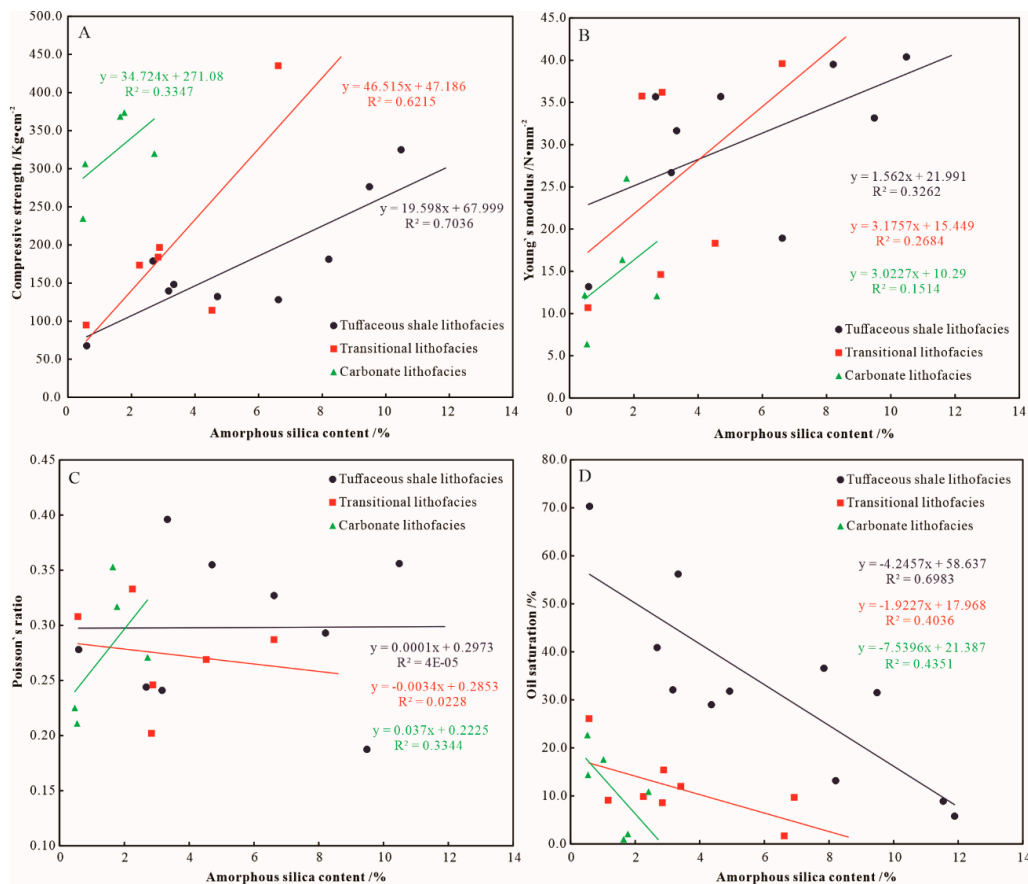 A
500.0
450.0
400.0
350.0
300.0
250.0
200.0
150.0
100.0
50.0
0.0
Compressive strength /Kg•cm⁻²
y = 34.724x + 271.08
R² = 0.3347
y = 46.515x + 47.186
R² = 0.6215
y = 19.598x + 67.999
R² = 0.7036
Tuffaceous shale lithofacies
Transitional lithofacies
Carbonate lithofacies
0 2 4 6 8 10 12 14
Amorphous silica content /%
B
45.0
40.0
35.0
30.0
25.0
20.0
15.0
10.0
5.0
0.0
Young`s modulus /N•mm⁻²
y = 1.562x + 21.991
R² = 0.3262
y = 3.1757x + 15.449
R² = 0.2684
y = 3.0227x + 10.29
R² = 0.1514
Tuffaceous shale lithofacies
Transitional lithofacies
Carbonate lithofacies
0 2 4 6 8 10 12 14
Amorphous silica content /%
C
0.45
0.40
0.35
0.30
0.25
0.20
0.15
0.10
Poisson`s ratio
Tuffaceous shale lithofacies
Transitional lithofacies
Carbonate lithofacies
y = 0.0001x + 0.2973
R² = 4E-05
y = -0.0034x + 0.2853
R² = 0.0228
y = 0.037x + 0.2225
R² = 0.3344
0 2 4 6 8 10 12 14
Amorphous silica content /%
D
80.0
70.0
60.0
50.0
40.0
30.0
20.0
10.0
0.0
Oil saturation/%
Tuffaceous shale lithofacies
Transitional lithofacies
Carbonate lithofacies
y = -4.2457x + 58.637
R² = 0.6983
y = -1.9227x + 17.968
R² = 0.4036
y = -7.5396x + 21.387
R² = 0.4351
0 2 4 6 8 10 12 14
Amorphous silica content /%